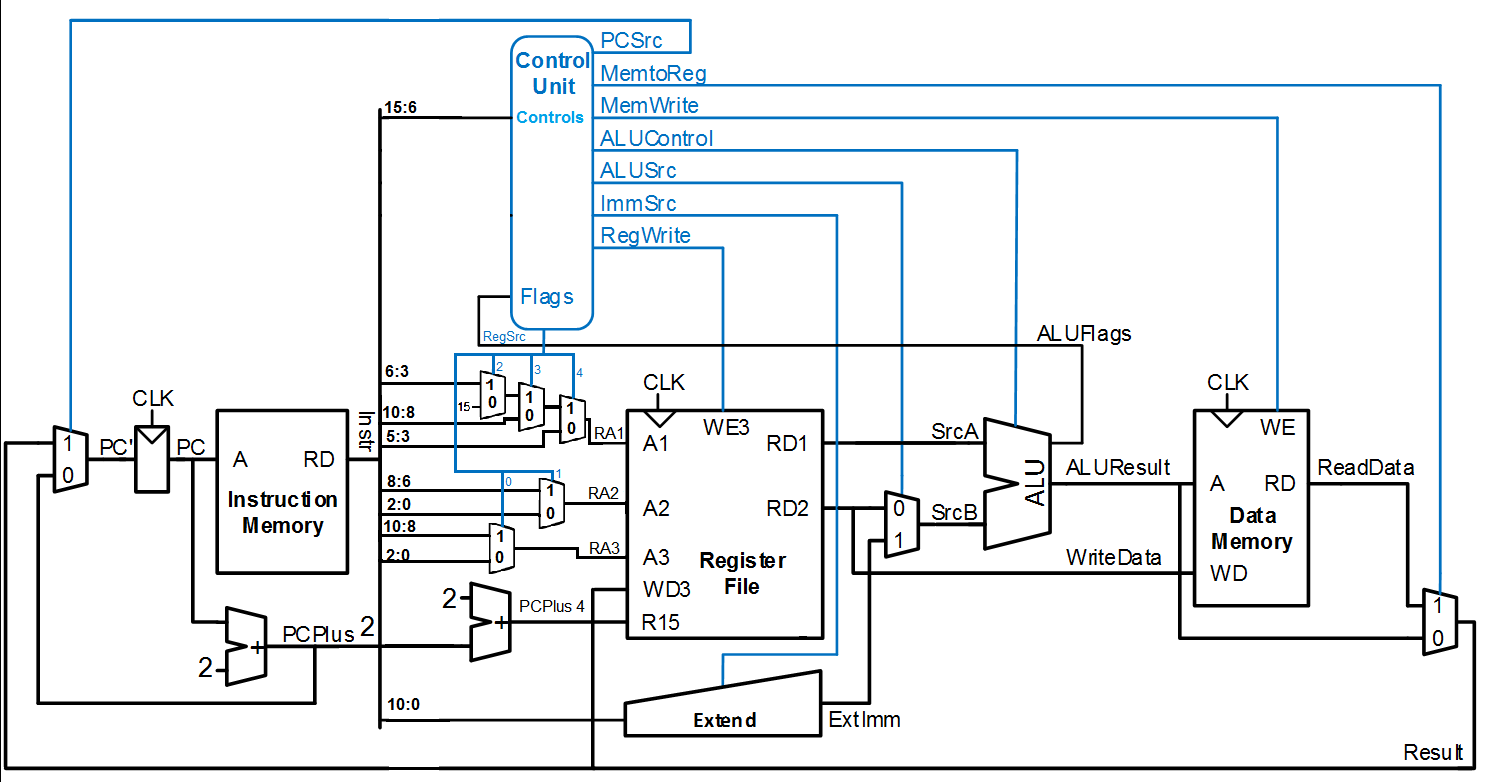 PCSrc
Control
Unit
MemtoReg
15:6
Controls
MemWrite
ALUControl
ALUSrc
ImmSrc
RegWrite
Flags
RegSrc
ALUFlags
6:3
2
3
4
1
0
15
1
0
1
0
CLK
CLK
CLK
10:8
5:3
RA1
A1
WE3
RD1
SrcA
WE
1
0
PC'
PC
A
RD
Instr
Instruction
Memory
8:6
2:0
10:8
2:0
0
1
1
0
1
0
RA2
A2
RD2
0
1
SrcB
ALU
ALUResult
A
RD
ReadData
Data
Memory
RA3
A3
Register
File
WriteData
WD
WD3
2
+
PCPlus 4
R15
1
0
+
2
PCPlus 2
10:0
Extend
ExtImm
Result